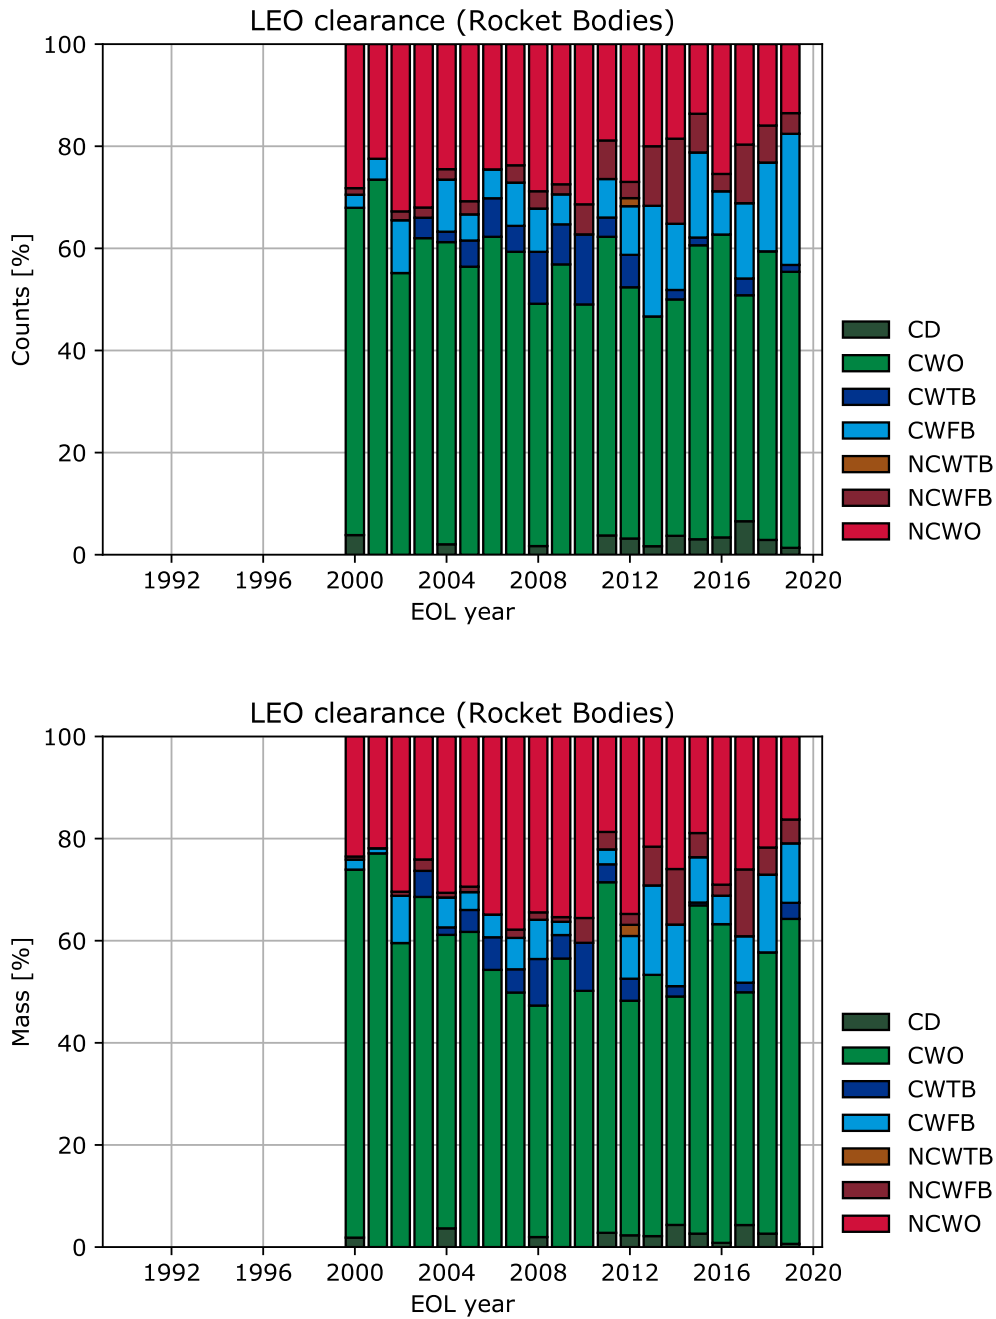 LEO clearance (Rocket Bodies)
100
80
60
40
20
0
Counts [%]
1992 1996 2000 2004 2008 2012 2016 2020
EOL year
CD
CWO
CWTB
CWFB
NCWTB
NCWFB
NCWO
LEO clearance (Rocket Bodies)
100
80
60
40
20
0
Mass [%]
1992 1996 2000 2004 2008 2012 2016 2020
EOL year
CD
CWO
CWTB
CWFB
NCWTB
NCWFB
NCWO